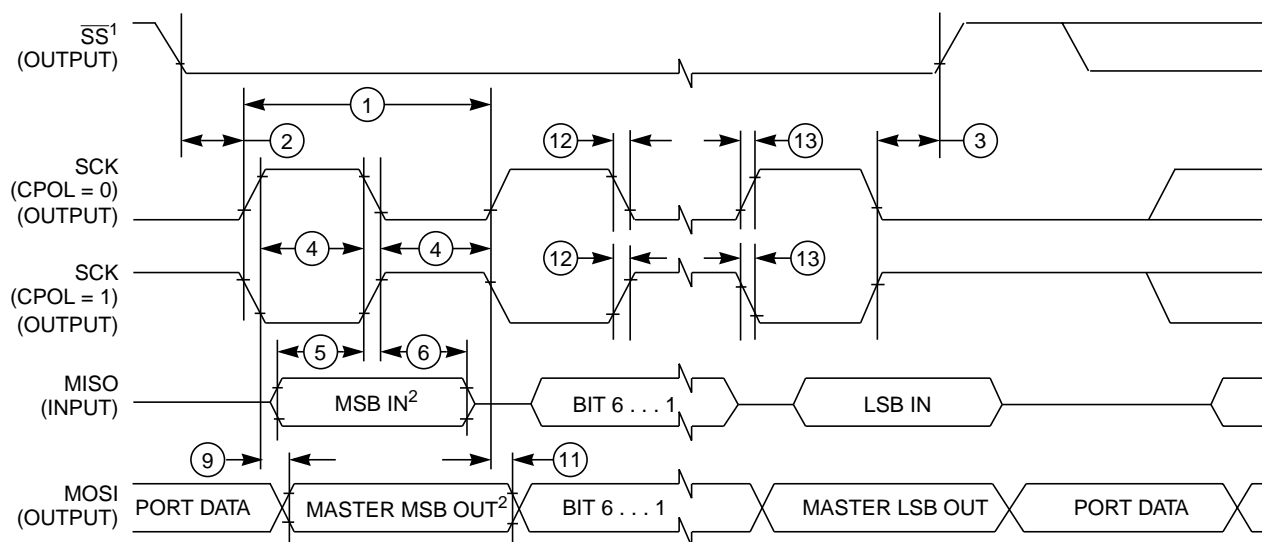 SS¹
(OUTPUT)
1
2
12
13
3
SCK
(CPOL = 0)
(OUTPUT)
4
4
SCK
(CPOL = 1)
(OUTPUT)
12
13
5
6
MISO
(INPUT)
MSB IN²
BIT 6 . . . 1
LSB IN
9
11
MOSI
(OUTPUT)
PORT DATA
MASTER MSB OUT²
BIT 6 . . . 1
MASTER LSB OUT
PORT DATA